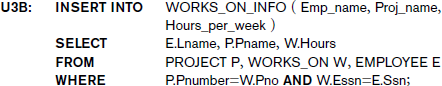 U3B: INSERT INTO WORKS_ON_INFO ( Emp_name, Proj_name,
Hours_per_week )
SELECT E.Lname, P.Pname, W.Hours
FROM PROJECT P, WORKS_ON W, EMPLOYEE E
WHERE P.Pnumber=W.Pno AND W.Essn=E.Ssn;